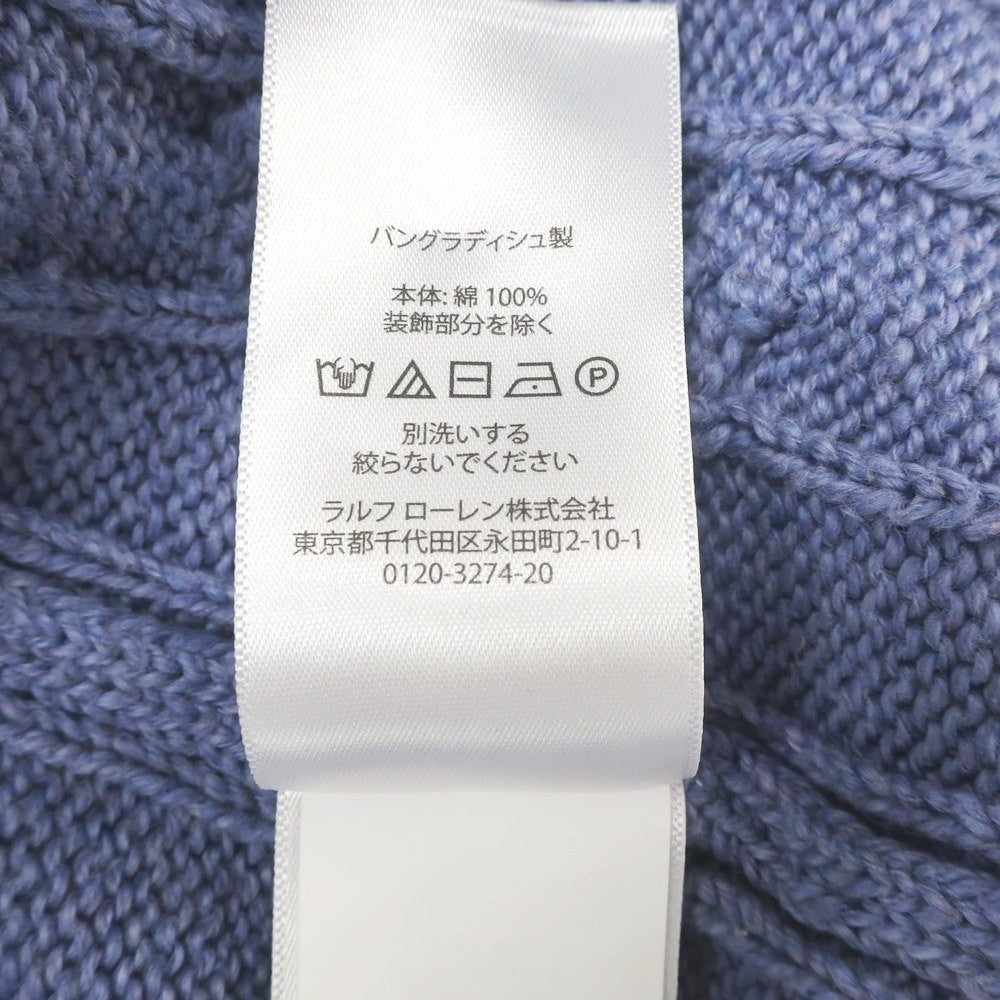 バングラディシュ製
本体: 綿 100%
装飾部分を除く
P
別洗いする
絞らないでください
ラルフ ローレン株式会社
東京都千代田区永田町2-10-1
0120-3274-20